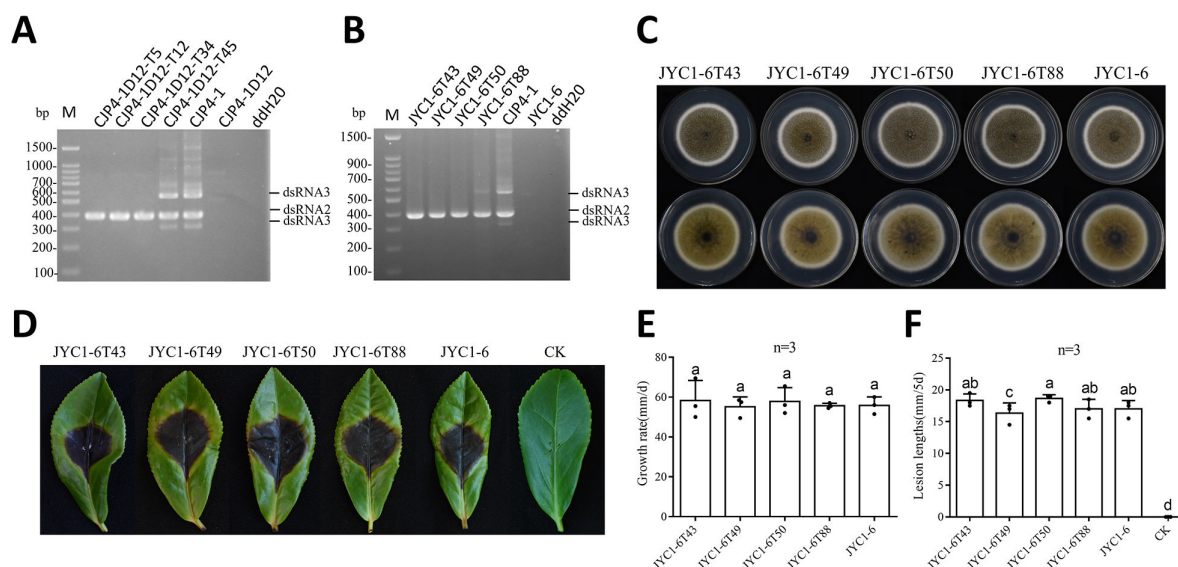 A
CJP4-1D12-T5
CJP4-1D12-T12
CJP4-1D12-T34
CJP4-1D12-T45
CJP4-1
CJP4-1D12
ddH20
bp
M
1500-
1000-
700-
600-
500-
400-
300-
200-
100-
dsRNA3
dsRNA2
dsRNA3
B
JYC1-6T43
JYC1-6T49
JYC1-6T50
JYC1-6T88
CJP4-1
JYC1-6
ddH20
bp
M
1500-
900-
700-
600-
500-
400-
300-
200-
100-
dsRNA3
dsRNA2
dsRNA3
C
JYC1-6T43 JYC1-6T49 JYC1-6T50 JYC1-6T88 JYC1-6
D
JYC1-6T43 JYC1-6T49 JYC1-6T50 JYC1-6T88 JYC1-6 CK
E
n=3
Growth rate(mm/d)
80
60
40
20
0
a a a a a
JYC1-6T43 JYC1-6T49 JYC1-6T50 JYC1-6T88 JYC1-6
F
n=3
Lesion lengths(mm/5d)
25
20
15
10
5
0
ab c a ab ab d
JYC1-6T43 JYC1-6T49 JYC1-6T50 JYC1-6T88 JYC1-6 CK